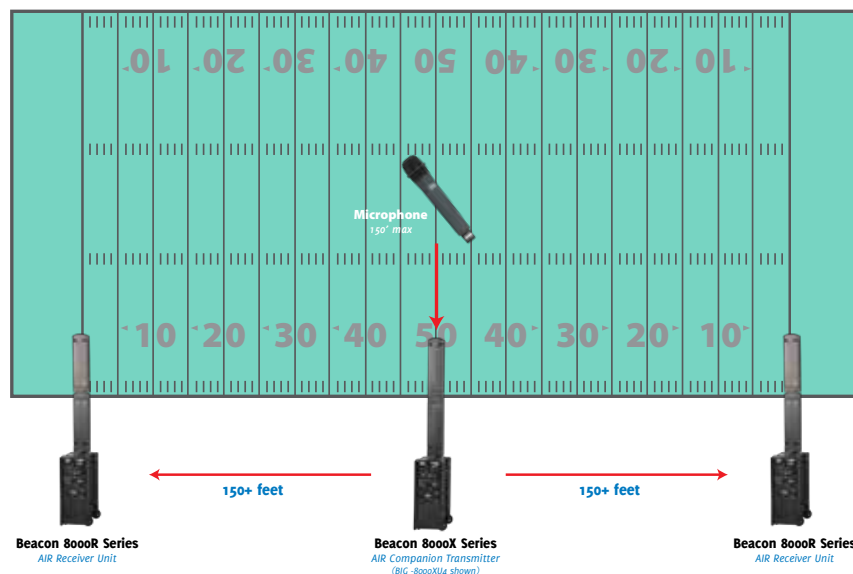 10 20 30 40 50 40 30 20 10
Microphone
150' max
10 20 30 40 50 40 30 20 10
150+ feet 150+ feet
Beacon 8000R Series Beacon 8000X Series Beacon 8000R Series
AIR Receiver Unit AIR Companion Transmitter AIR Receiver Unit
(BIG -8000XU4 shown)